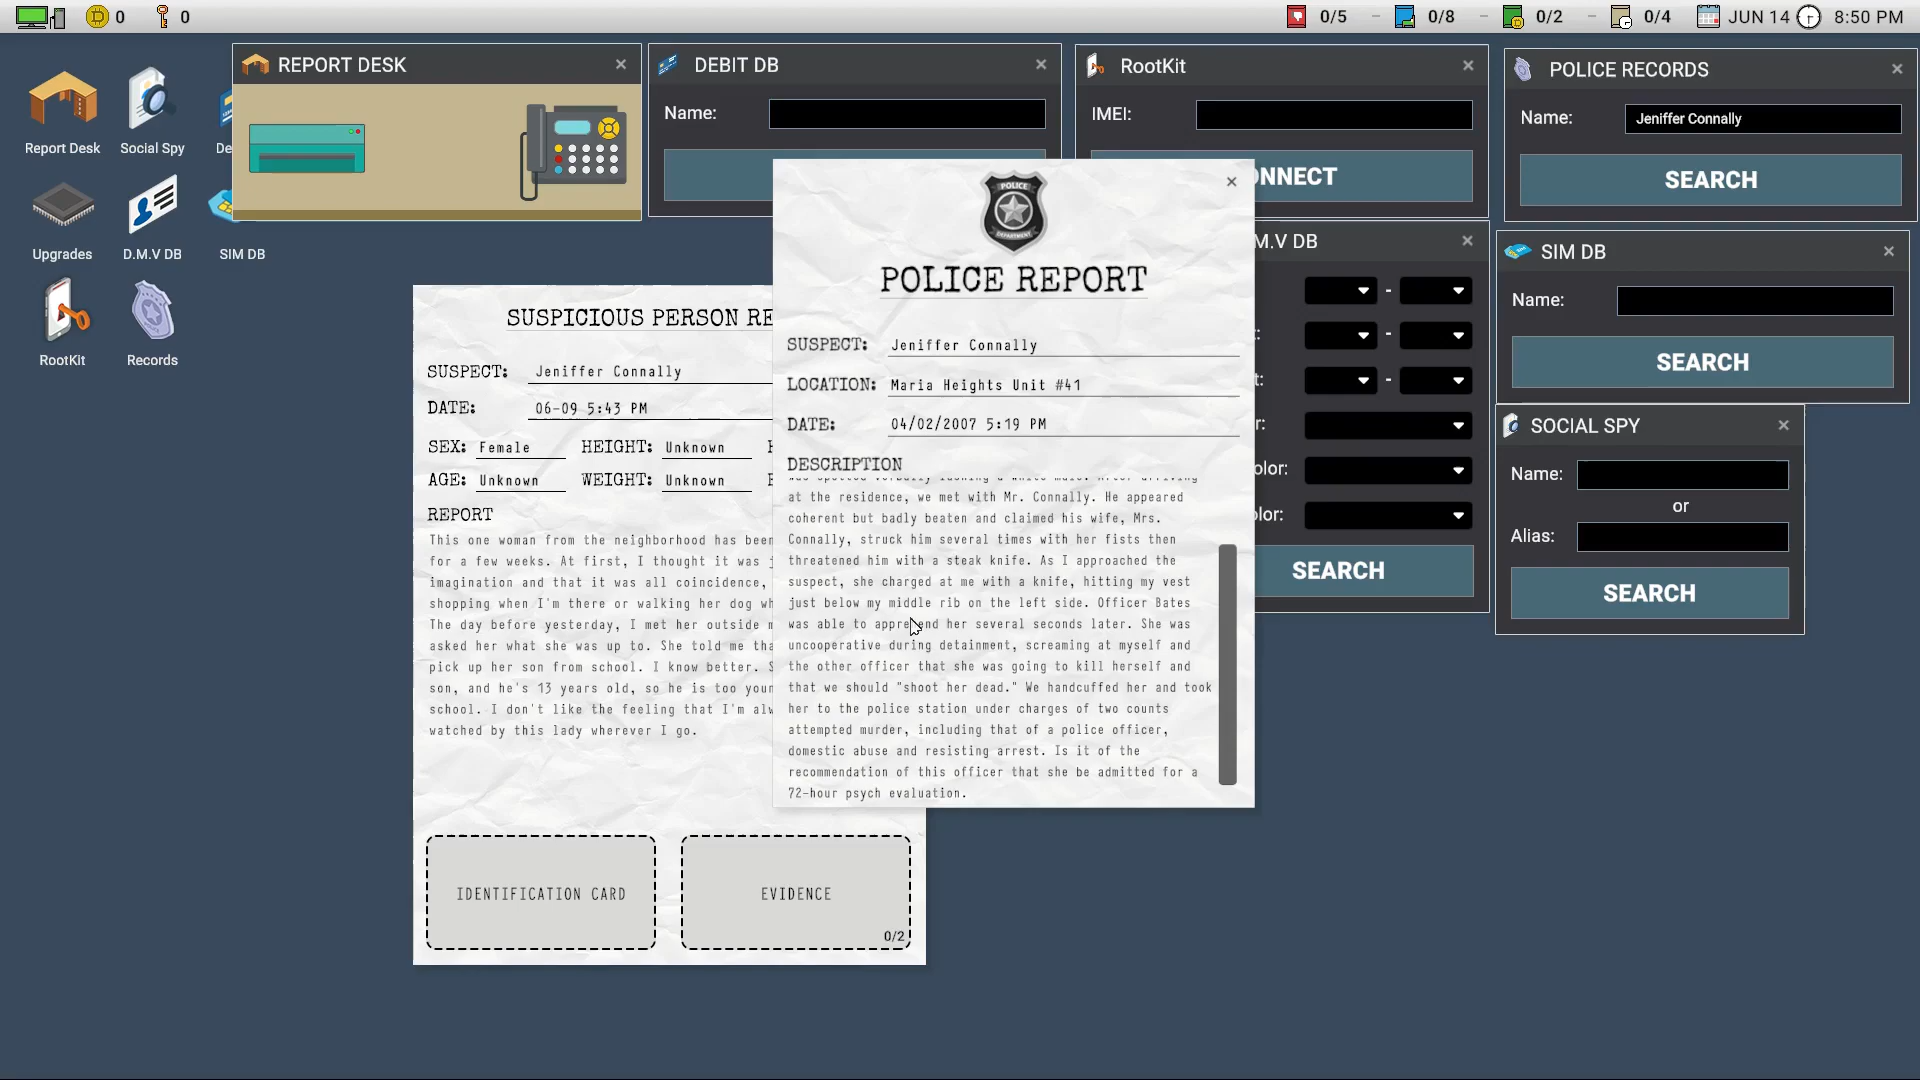 0
0
0/5
0/8
0/2
0/4
JUN 14
8:50 PM
Report Desk
Social Spy
De
Upgrades
D.M.V DB
SIM DB
RootKit
Records
REPORT DESK
DEBIT DB
Name:
RootKit
IMEI:
ONNECT
POLICE RECORDS
Name:
Jeniffer Connally
SEARCH
M.V DB
olor:
SEARCH
SIM DB
Name:
SEARCH
SOCIAL SPY
Name:
or
Alias:
SEARCH
SUSPICIOUS PERSON RE
SUSPECT: Jeniffer Connally
DATE: 06-09 5:43 PM
SEX: Female HEIGHT: Unknown
AGE: Unknown WEIGHT: Unknown
REPORT
This one woman from the neighborhood has been
for a few weeks. At first, I thought it was
imagination and that it was all coincidence,
shopping when I'm there or walking her dog
The day before yesterday, I met her outside
asked her what she was up to. She told me
pick up her son from school. I know better.
son, and he's 13 years old, so he is too
school. I don't like the feeling that I'm
watched by this lady wherever I go.
IDENTIFICATION CARD
EVIDENCE
0/2
POLICE
DEPARTMENT
POLICE REPORT
SUSPECT: Jeniffer Connally
LOCATION: Maria Heights Unit #41
DATE: 04/02/2007 5:19 PM
DESCRIPTION
was spotted verbally lashing a white male. After arriving
at the residence, we met with Mr. Connally. He appeared
coherent but badly beaten and claimed his wife, Mrs.
Connally, struck him several times with her fists then
threatened him with a steak knife. As I approached the
suspect, she charged at me with a knife, hitting my vest
just below my middle rib on the left side. Officer Bates
was able to apprehend her several seconds later. She was
uncooperative during detainment, screaming at myself and
the other officer that she was going to kill herself and
that we should "shoot her dead." We handcuffed her and took
her to the police station under charges of two counts
attempted murder, including that of a police officer,
domestic abuse and resisting arrest. Is it of the
recommendation of this officer that she be admitted for a
72-hour psych evaluation.